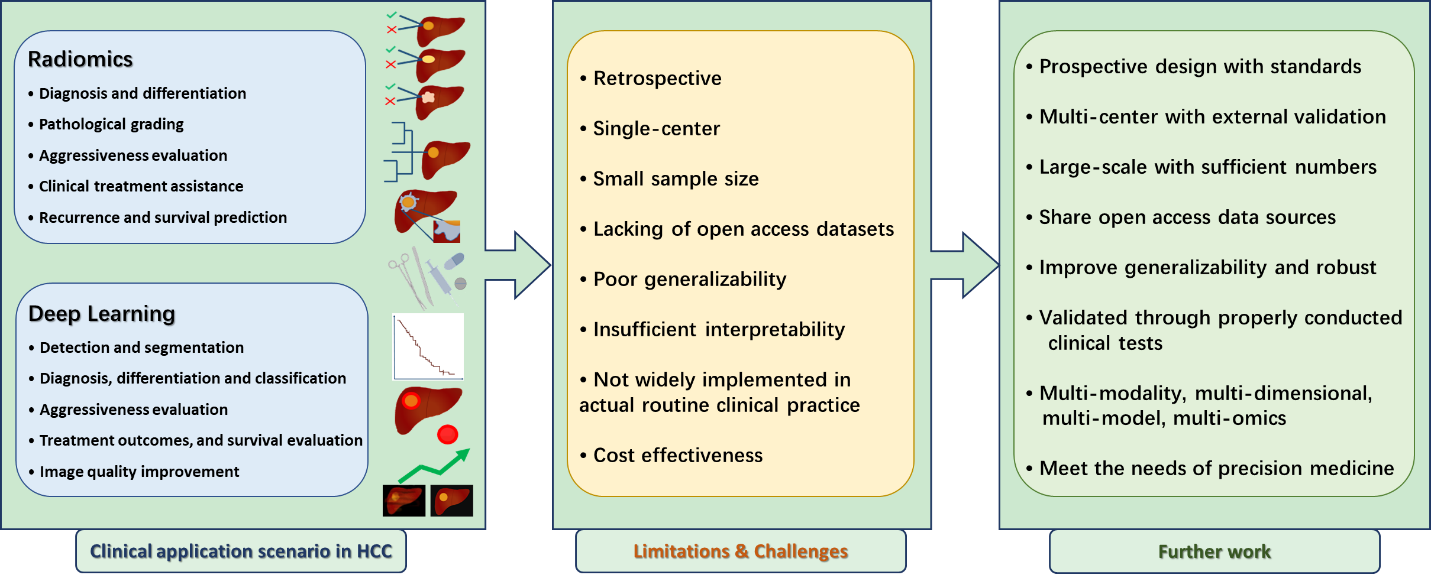 Radiomics
• Diagnosis and differentiation
• Pathological grading
• Aggressiveness evaluation
• Clinical treatment assistance
• Recurrence and survival prediction
Deep Learning
• Detection and segmentation
• Diagnosis, differentiation and classification
• Aggressiveness evaluation
• Treatment outcomes, and survival evaluation
• Image quality improvement
Clinical application scenario in HCC
• Retrospective
• Single-center
• Small sample size
• Lacking of open access datasets
• Poor generalizability
• Insufficient interpretability
• Not widely implemented in
actual routine clinical practice
• Cost effectiveness
Limitations & Challenges
• Prospective design with standards
• Multi-center with external validation
• Large-scale with sufficient numbers
• Share open access data sources
• Improve generalizability and robust
• Validated through properly conducted
clinical tests
• Multi-modality, multi-dimensional,
multi-model, multi-omics
• Meet the needs of precision medicine
Further work